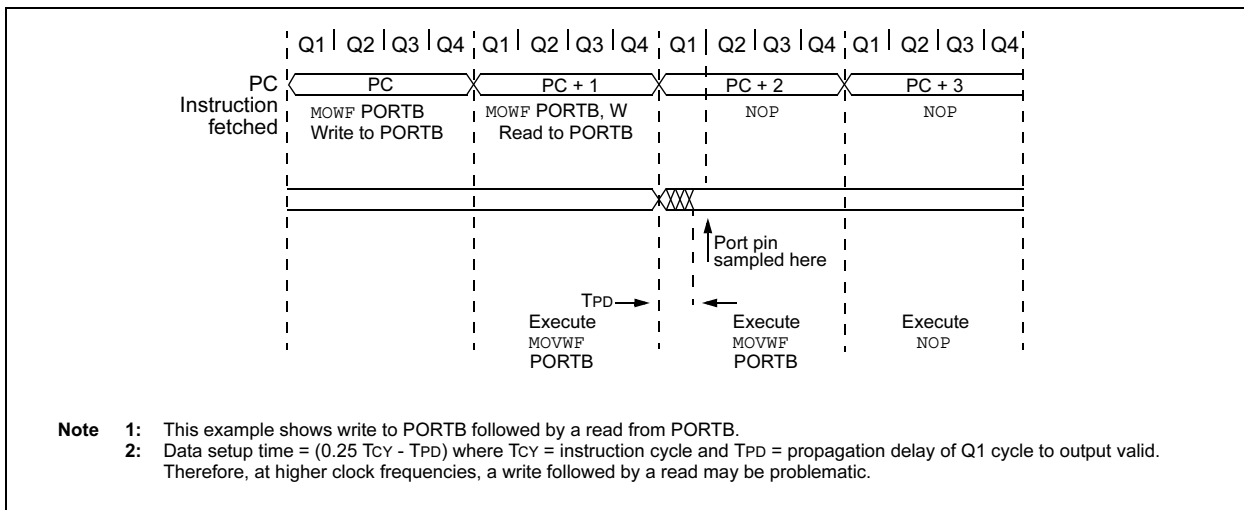 Q1 Q2 Q3 Q4 Q1 Q2 Q3 Q4 Q1 Q2 Q3 Q4 Q1 Q2 Q3 Q4
PC PC PC + 1 PC + 2 PC + 3
Instruction
fetched
MOWF PORTB MOWF PORTB, W NOP NOP
Write to PORTB Read to PORTB
Port pin
sampled here
TPD
Execute Execute Execute
MOVWF MOVWF NOP
PORTB PORTB
Note 1: This example shows write to PORTB followed by a read from PORTB.
2: Data setup time = (0.25 TCY - TPD) where TCY = instruction cycle and TPD = propagation delay of Q1 cycle to output valid.
Therefore, at higher clock frequencies, a write followed by a read may be problematic.